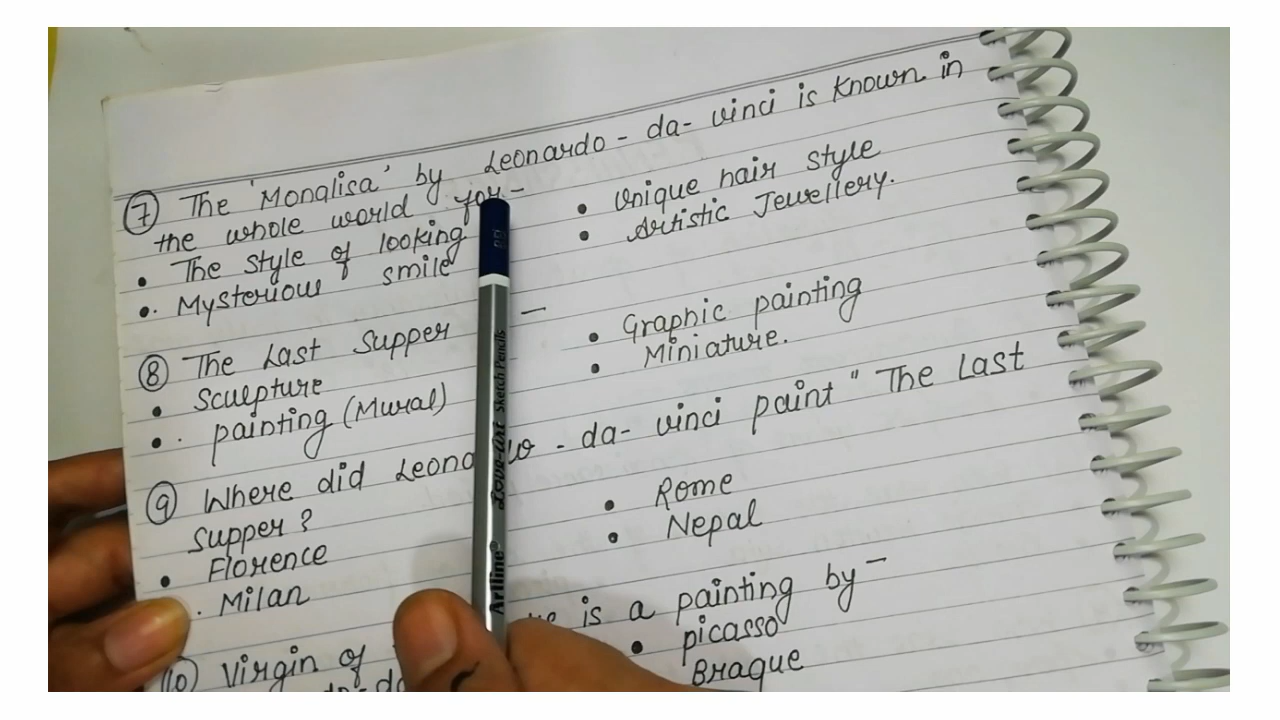 ⑦ The 'Monalisa' by Leonardo - da - vinci is known in
the whole world for -
• The style of looking • Unique hair style
• Mysterious smile • Artistic Jewellery.
⑧ The Last Supper —
• Sculpture • Graphic painting
• painting (Mural) • Miniature.
⑨ Where did - da - vinci paint " The Last
Supper ?
• Florence • Rome
• Milan • Nepal
⑩ Virgin of is a painting by -
• picasso
Braque
Artline Love-Art Sketch Pencils